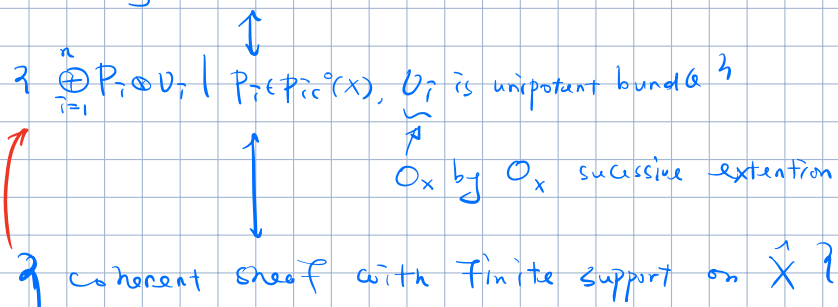 { ⊕_{i=1}^{n} P_i ⊗ U_i | P_i ∈ Pic°(X), U_i is unipotent bundle }
O_X by O_X sucessive extention
{ coherent sheaf with finite support on X̂ }